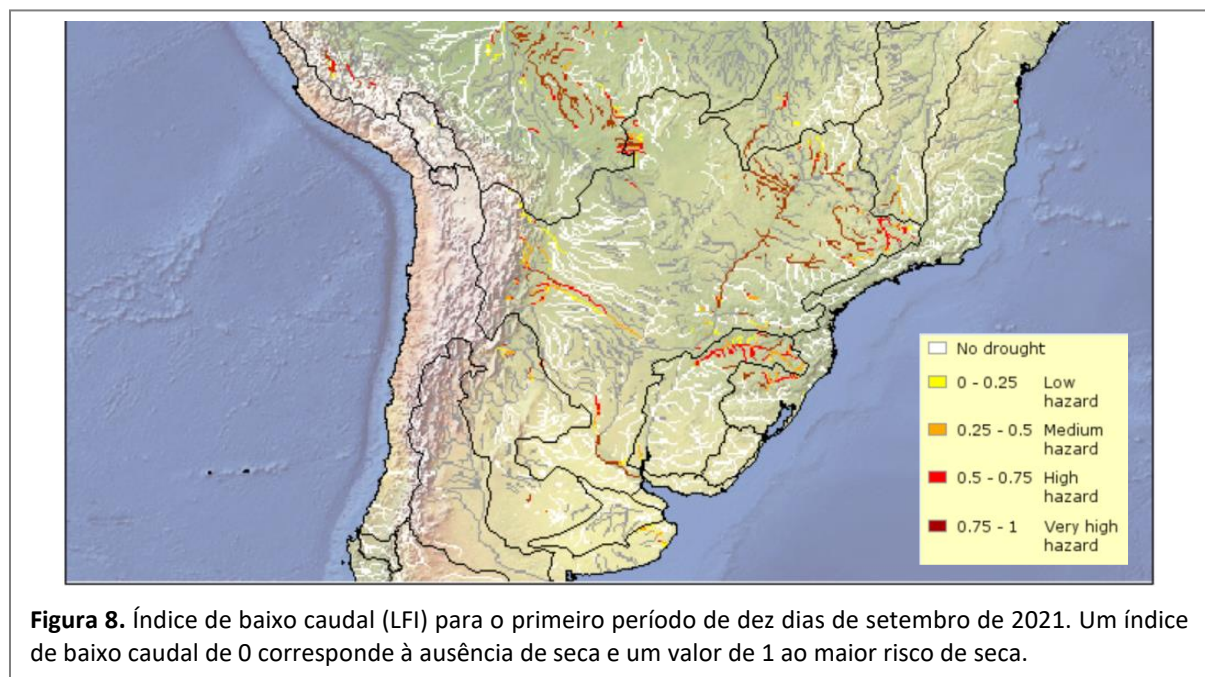 No drought
0 - 0.25 Low
hazard
0.25 - 0.5 Medium
hazard
0.5 - 0.75 High
hazard
0.75 - 1 Very high
hazard
Figura 8. Índice de baixo caudal (LFI) para o primeiro período de dez dias de setembro de 2021. Um índice
de baixo caudal de 0 corresponde à ausência de seca e um valor de 1 ao maior risco de seca.